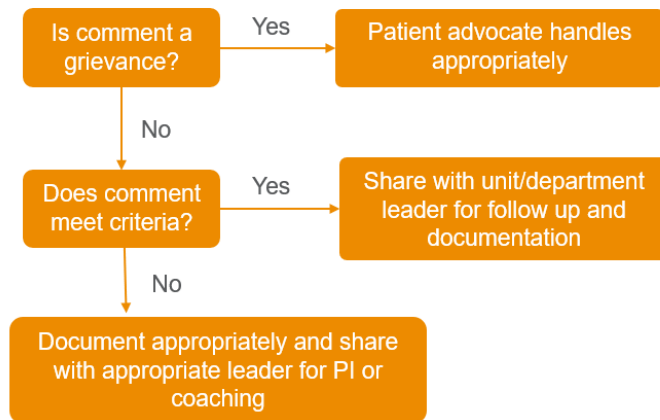 Is comment a
grievance?
Yes
Patient advocate handles
appropriately
No
Does comment
meet criteria?
Yes
Share with unit/department
leader for follow up and
documentation
No
Document appropriately and share
with appropriate leader for PI or
coaching